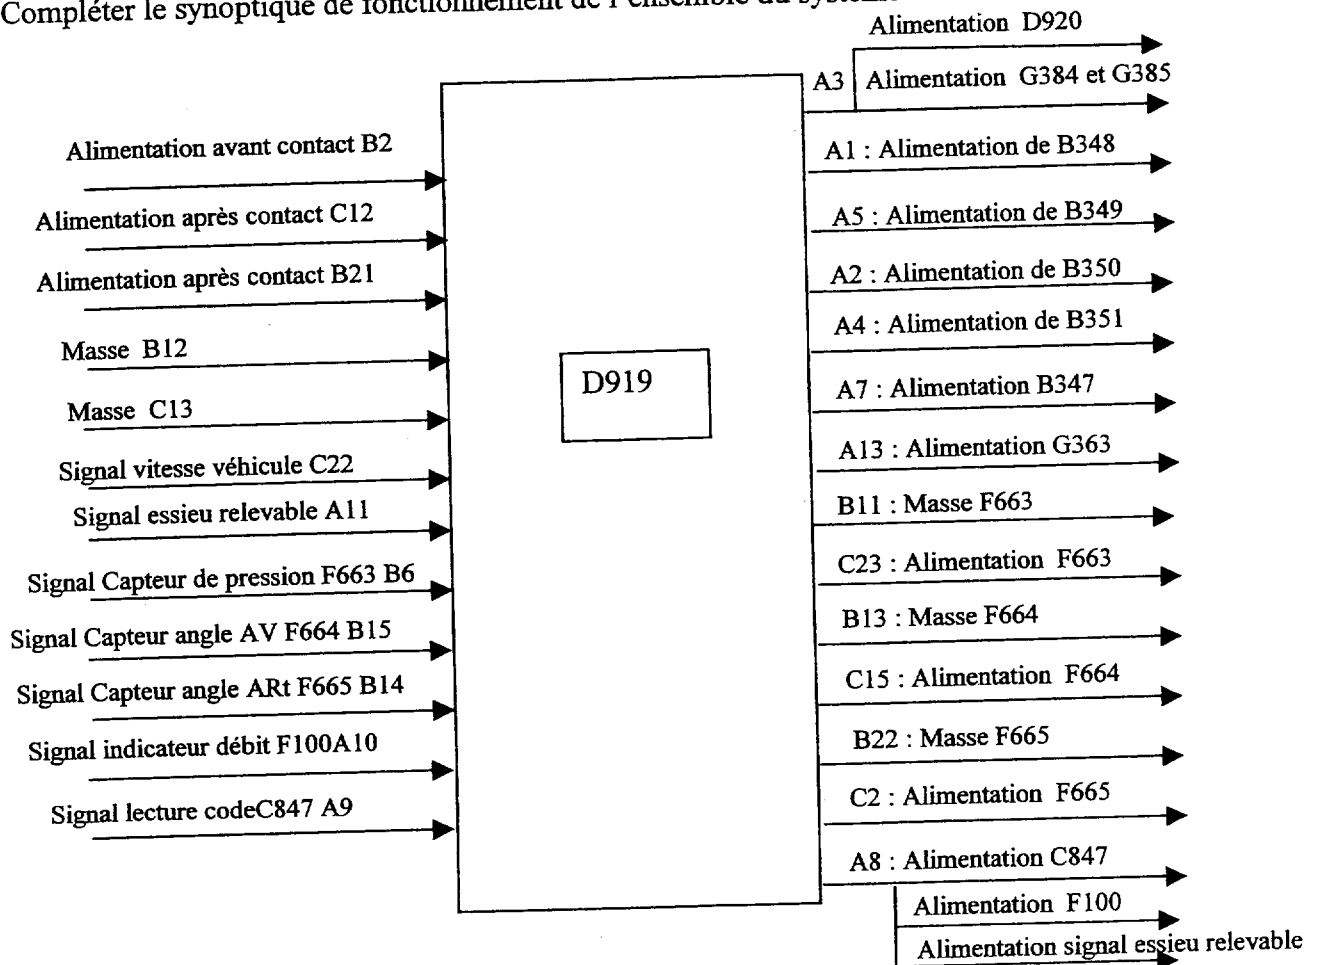 Compléter le synoptique de fonctionnement de l'ensemble du système
Alimentation D920
A3
Alimentation G384 et G385
Alimentation avant contact B2
Alimentation après contact C12
Alimentation après contact B21
Masse B12
Masse C13
Signal vitesse véhicule C22
Signal essieu relevable A11
Signal Capteur de pression F663 B6
Signal Capteur angle AV F664 B15
Signal Capteur angle ARt F665 B14
Signal indicateur débit F100A10
Signal lecture codeC847 A9
D919
A1 : Alimentation de B348
A5 : Alimentation de B349
A2 : Alimentation de B350
A4 : Alimentation de B351
A7 : Alimentation B347
A13 : Alimentation G363
B11 : Masse F663
C23 : Alimentation F663
B13 : Masse F664
C15 : Alimentation F664
B22 : Masse F665
C2 : Alimentation F665
A8 : Alimentation C847
Alimentation F100
Alimentation signal essieu relevable